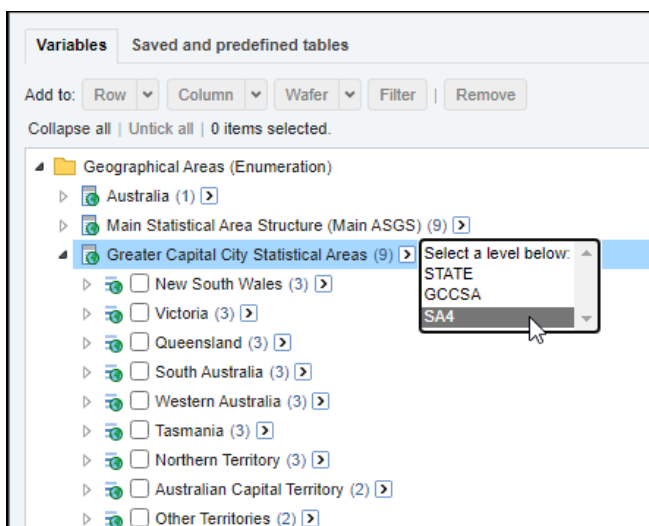 Variables Saved and predefined tables
Add to: Row Column Wafer Filter | Remove
Collapse all | Untick all | 0 items selected.
Geographical Areas (Enumeration)
Australia (1)
Main Statistical Area Structure (Main ASGS) (9)
Greater Capital City Statistical Areas (9)
Select a level below:
STATE
GCCSA
SA4
New South Wales (3)
Victoria (3)
Queensland (3)
South Australia (3)
Western Australia (3)
Tasmania (3)
Northern Territory (3)
Australian Capital Territory (2)
Other Territories (2)